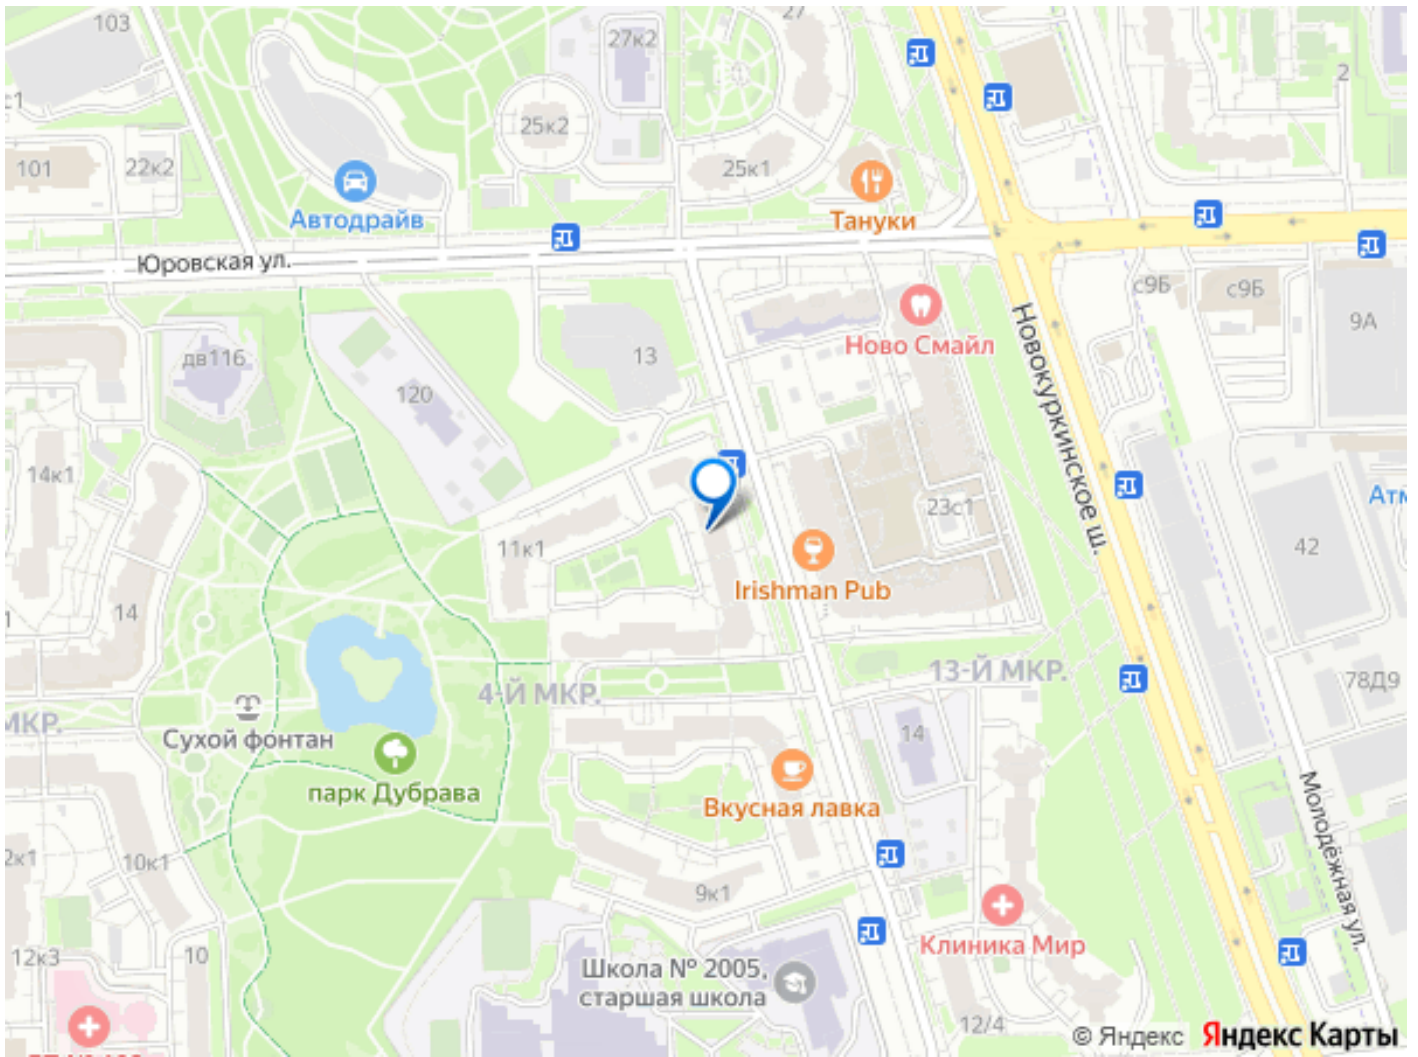 103
27к2
27
2
с1
25к2
101
22к2
25к1
Автодрайв
Тануки
Юровская ул.
с9Б
с9Б
9А
Новокуркинское ш.
Ново Смайл
13
дв116
120
14к1
23с1
42
11к1
Irishman Pub
14
13-Й МКР.
4-Й МКР.
78Д9
МКР.
Сухой фонтан
14
парк Дубрава
Вкусная лавка
Молодёжная ул.
10к1
9к1
Клиника Мир
12к3
10
Школа № 2005,
старшая школа
12/4
© Яндекс Яндекс Карты